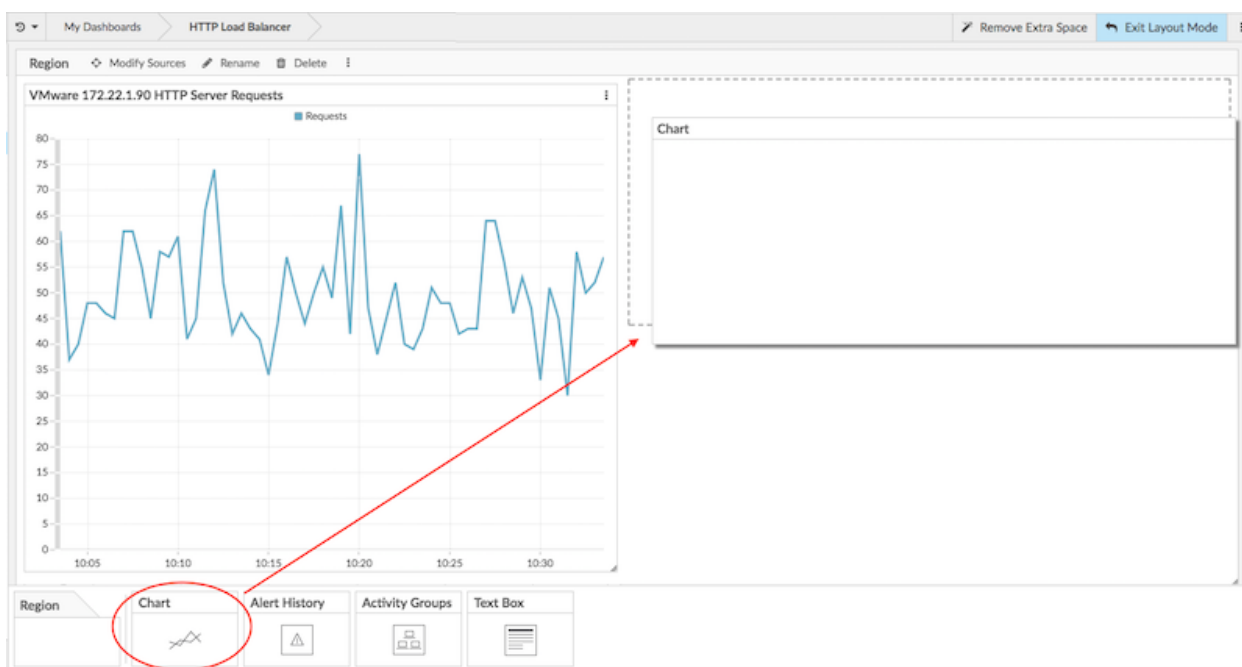 My Dashboards HTTP Load Balancer Remove Extra Space Exit Layout Mode
Region Modify Sources Rename Delete
VMware 172.22.1.90 HTTP Server Requests
Requests
Chart
80
75
70
65
60
55
50
45
40
35
30
25
20
15
10
5
0
10:05 10:10 10:15 10:20 10:25 10:30
Region Chart Alert History Activity Groups Text Box